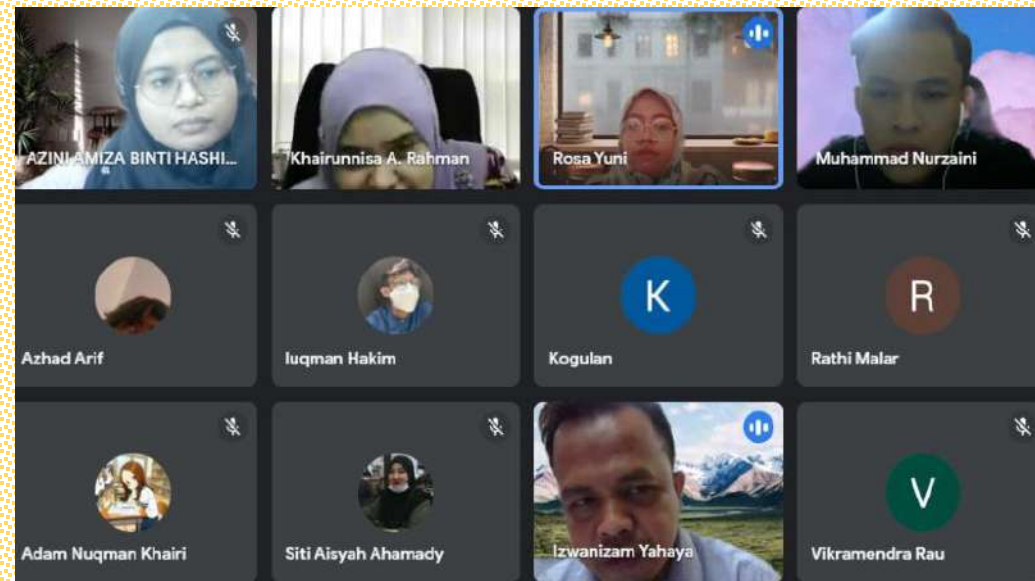 AZINI AMIZA BINTI HASHI...
Khairunnisa A. Rahman
Rosa Yuni
Muhammad Nurzaini
Azhad Arif
luqman Hakim
K
Kogulan
R
Rathi Malar
Adam Nuqman Khairi
Siti Aisyah Ahamady
Izwanizam Yahaya
V
Vikramendra Rau